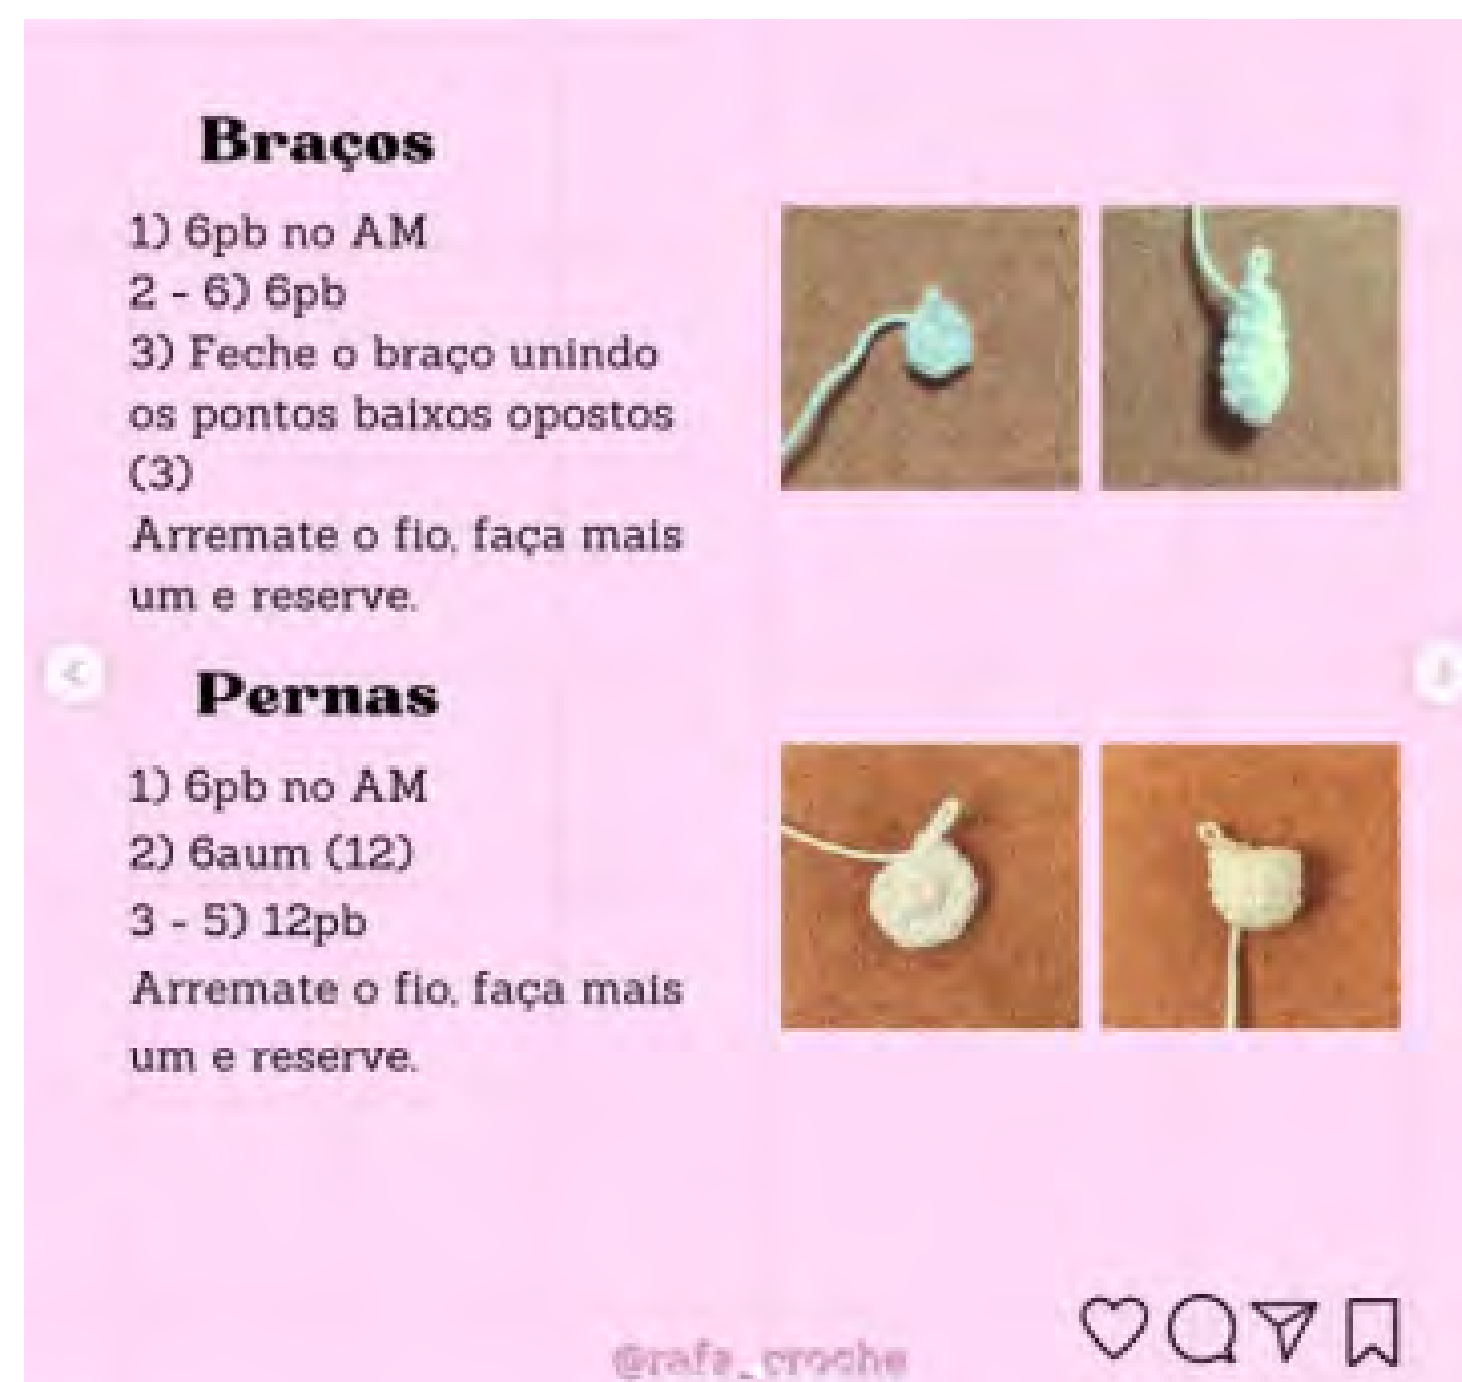 Braços
1) 6pb no AM
2 - 6) 6pb
3) Feche o braço unindo
os pontos baixos opostos
(3)
Arremate o fio, faça mais
um e reserve.
Pernas
1) 6pb no AM
2) 6aum (12)
3 - 5) 12pb
Arremate o fio, faça mais
um e reserve.
@rafa_croche